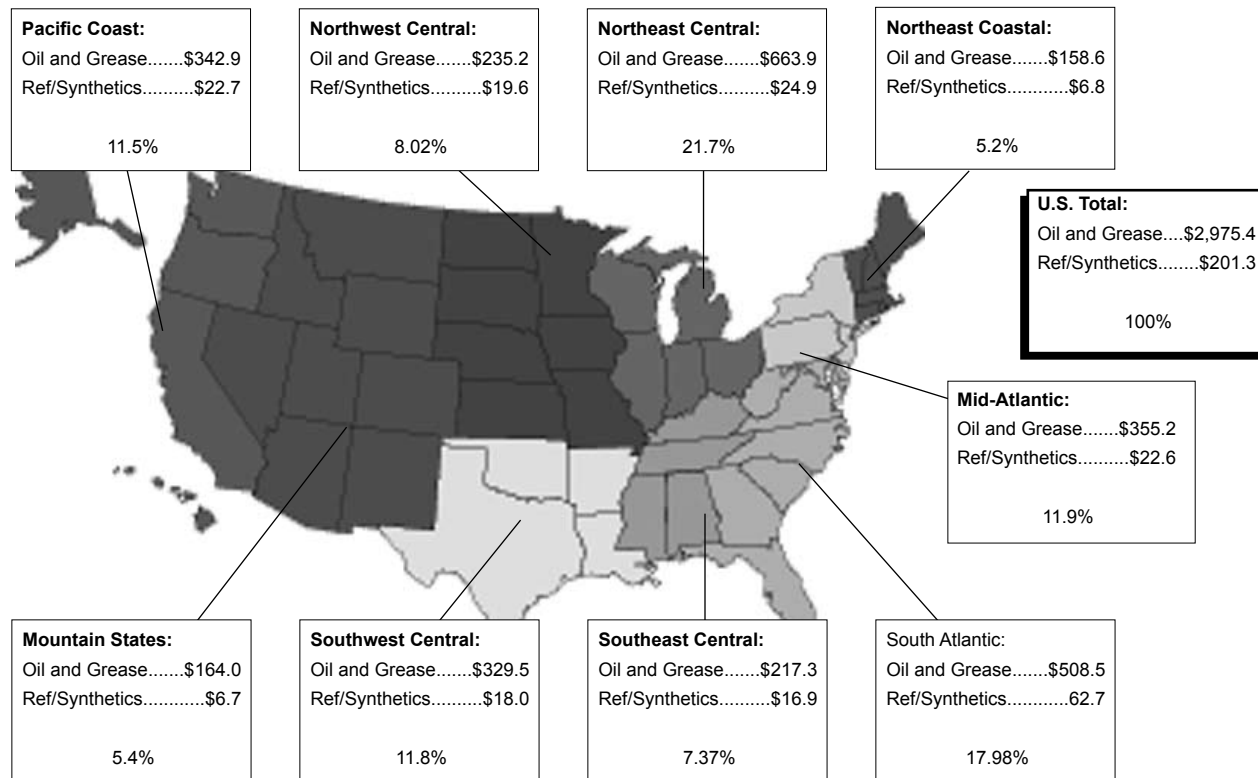 Pacific Coast:
Oil and Grease.......$342.9
Ref/Synthetics..........$22.7
11.5%
Northwest Central:
Oil and Grease.......$235.2
Ref/Synthetics..........$19.6
8.02%
Northeast Central:
Oil and Grease.......$663.9
Ref/Synthetics..........$24.9
21.7%
Northeast Coastal:
Oil and Grease.......$158.6
Ref/Synthetics............$6.8
5.2%
U.S. Total:
Oil and Grease....$2,975.4
Ref/Synthetics........$201.3
100%
Mid-Atlantic:
Oil and Grease.......$355.2
Ref/Synthetics..........$22.6
11.9%
Mountain States:
Oil and Grease.......$164.0
Ref/Synthetics............$6.7
5.4%
Southwest Central:
Oil and Grease.......$329.5
Ref/Synthetics..........$18.0
11.8%
Southeast Central:
Oil and Grease.......$217.3
Ref/Synthetics..........$16.9
7.37%
South Atlantic:
Oil and Grease.......$508.5
Ref/Synthetics............62.7
17.98%